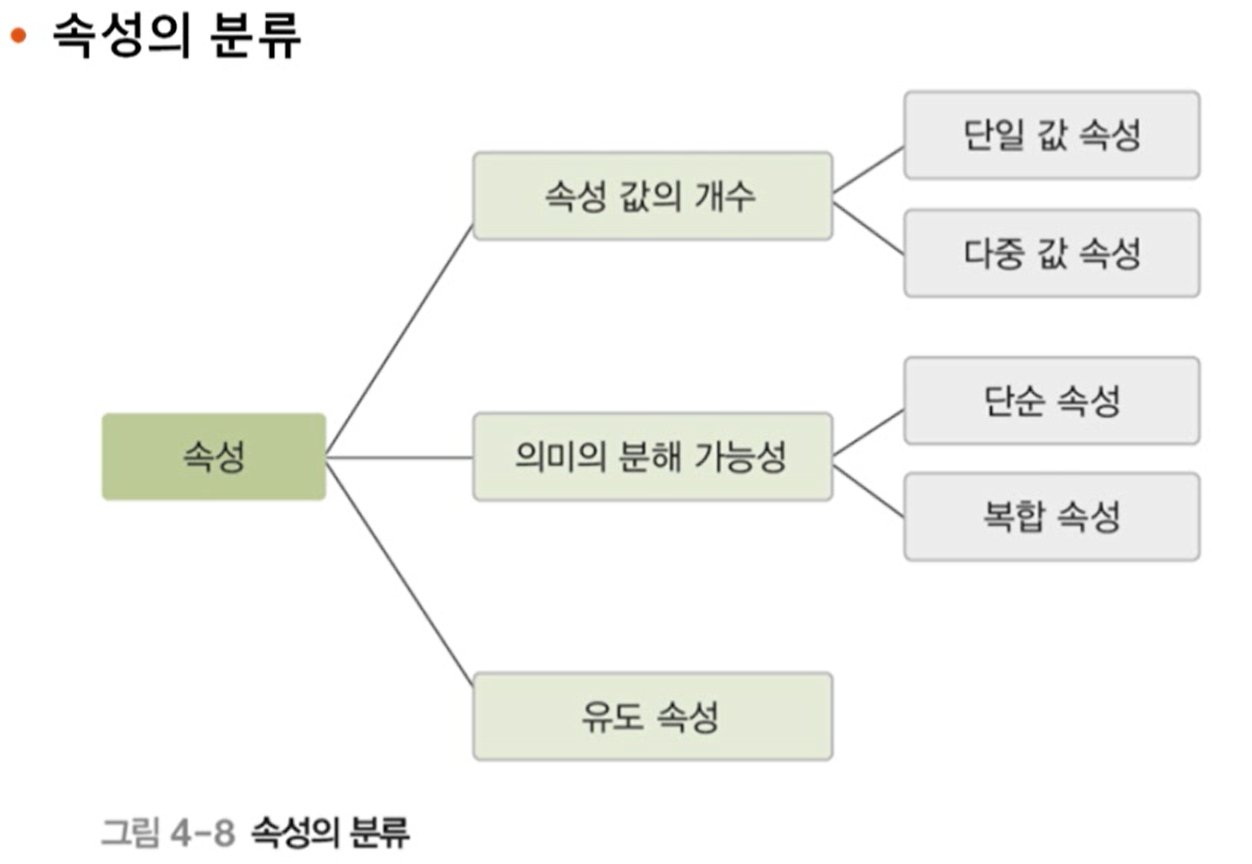 • 속성의 분류
단일 값 속성
속성 값의 개수
다중 값 속성
단순 속성
속성
의미의 분해 가능성
복합 속성
유도 속성
그림 4-8 속성의 분류